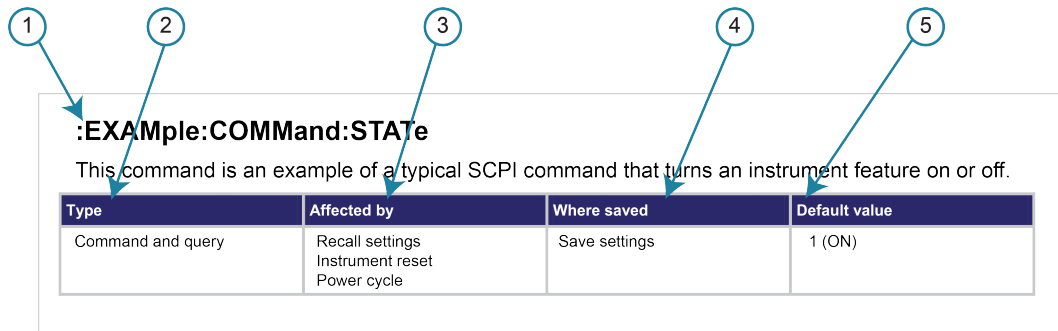 1 2 3 4 5
:EXAMple:COMMand:STATe
This command is an example of a typical SCPI command that turns an instrument feature on or off.
Type Affected by Where saved Default value
Command and query Recall settings Save settings 1 (ON)
Instrument reset
Power cycle